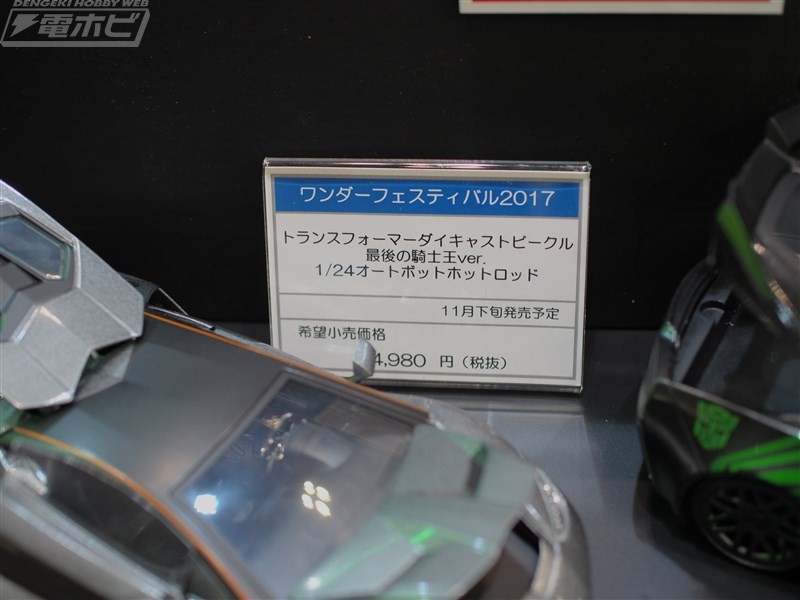 DENGEKI HOBBY WEB
電ホビ
ワンダーフェスティバル2017
トランスフォーマーダイキャストビークル
最後の騎士王ver.
1/24オートボットホットロッド
11月下旬発売予定
希望小売価格
4,980 円(税抜)